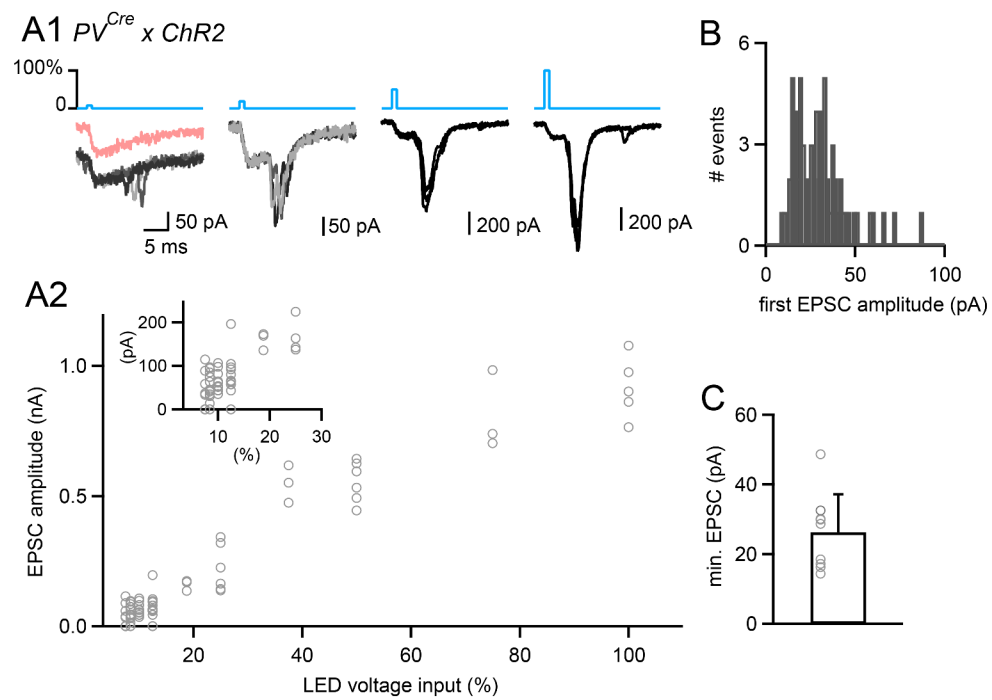 A1 PV^Cre x ChR2
100%
0
50 pA
5 ms
50 pA
200 pA
200 pA
B
6
3
0
# events
0 50 100
first EPSC amplitude (pA)
A2
200
100
0
(pA)
10 20 30
(%)
1.0
0.5
0.0
EPSC amplitude (nA)
20 40 60 80 100
LED voltage input (%)
C
60
40
20
0
min. EPSC (pA)